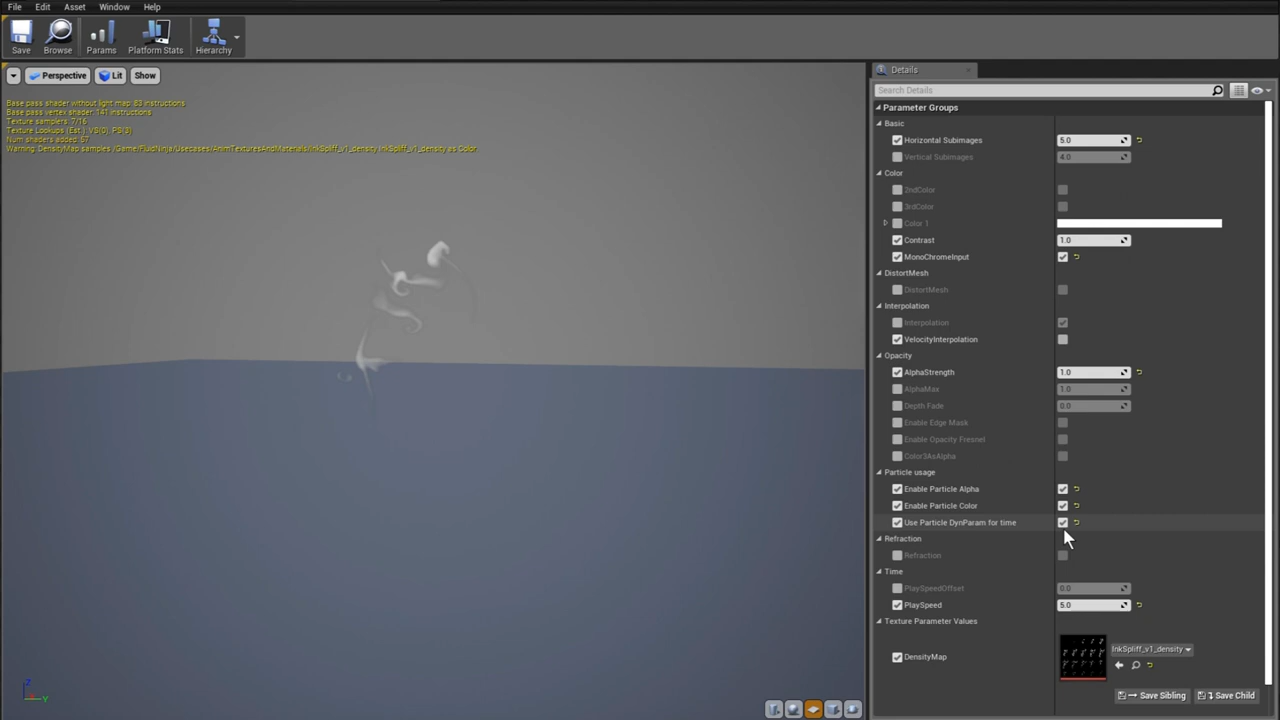 File Edit Asset Window Help
Save Browse Params Platform Stats Hierarchy
Perspective Lit Show
Base pass shader without light map: 83 instructions
Base pass vertex shader: 141 instructions
Texture samplers: 7/16
Texture Lookups (Est.): VS(0), PS(3)
Num shaders added: 57
Warning: DensityMap samples /Game/FluidNinja/Usecases/AnimTexturesAndMaterials/InkSpliff_v1_density.InkSpliff_v1_density as Color.
Z
Y
Details
Search Details
Parameter Groups
Basic
Horizontal Subimages 5.0
Vertical Subimages 4.0
Color
2ndColor
3rdColor
Color 1
Contrast 1.0
MonoChromeInput
DistortMesh
DistortMesh
Interpolation
Interpolation
VelocityInterpolation
Opacity
AlphaStrength 1.0
AlphaMax 1.0
Depth Fade 0.0
Enable Edge Mask
Enable Opacity Fresnel
Color3AsAlpha
Particle usage
Enable Particle Alpha
Enable Particle Color
Use Particle DynParam for time
Refraction
Refraction
Time
PlaySpeedOffset 0.0
PlaySpeed 5.0
Texture Parameter Values
DensityMap InkSpliff_v1_density
Save Sibling Save Child